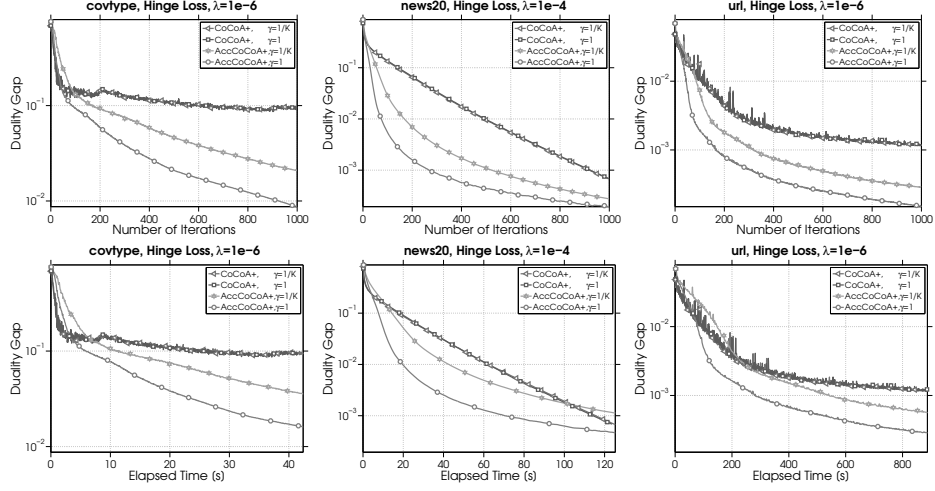 covtype, Hinge Loss, λ=1e-6
CoCoA+, γ=1/K
CoCoA+, γ=1
AccCoCoA+,γ=1/K
AccCoCoA+,γ=1
Duality Gap
10⁻¹
10⁻²
0 200 400 600 800 1000
Number of Iterations
news20, Hinge Loss, λ=1e-4
CoCoA+, γ=1/K
CoCoA+, γ=1
AccCoCoA+,γ=1/K
AccCoCoA+,γ=1
Duality Gap
10⁻¹
10⁻²
10⁻³
0 200 400 600 800 1000
Number of Iterations
url, Hinge Loss, λ=1e-6
CoCoA+, γ=1/K
CoCoA+, γ=1
AccCoCoA+,γ=1/K
AccCoCoA+,γ=1
Duality Gap
10⁻²
10⁻³
0 200 400 600 800 1000
Number of Iterations
covtype, Hinge Loss, λ=1e-6
CoCoA+, γ=1/K
CoCoA+, γ=1
AccCoCoA+,γ=1/K
AccCoCoA+,γ=1
Duality Gap
10⁻¹
10⁻²
0 10 20 30 40
Elapsed Time [s]
news20, Hinge Loss, λ=1e-4
CoCoA+, γ=1/K
CoCoA+, γ=1
AccCoCoA+,γ=1/K
AccCoCoA+,γ=1
Duality Gap
10⁻¹
10⁻²
10⁻³
0 20 40 60 80 100 120
Elapsed Time [s]
url, Hinge Loss, λ=1e-6
CoCoA+, γ=1/K
CoCoA+, γ=1
AccCoCoA+,γ=1/K
AccCoCoA+,γ=1
Duality Gap
10⁻²
10⁻³
0 200 400 600 800
Elapsed Time [s]